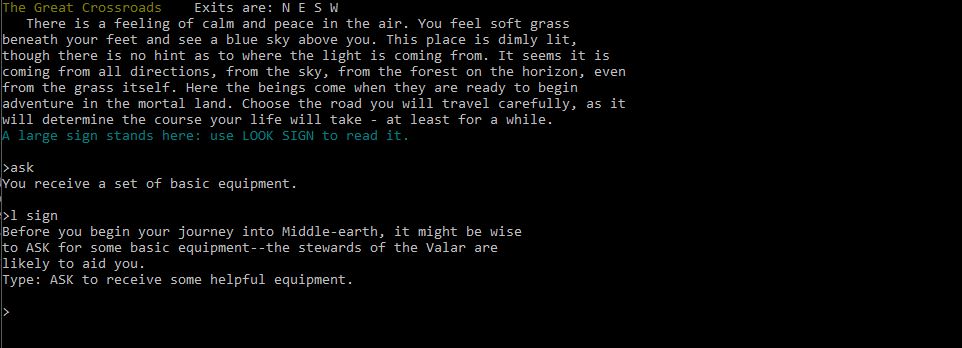 The Great Crossroads    Exits are: N E S W
   There is a feeling of calm and peace in the air. You feel soft grass
beneath your feet and see a blue sky above you. This place is dimly lit,
though there is no hint as to where the light is coming from. It seems it is
coming from all directions, from the sky, from the forest on the horizon, even
from the grass itself. Here the beings come when they are ready to begin
adventure in the mortal land. Choose the road you will travel carefully, as it
will determine the course your life will take - at least for a while.
A large sign stands here: use LOOK SIGN to read it.
>ask
You receive a set of basic equipment.
>l sign
Before you begin your journey into Middle-earth, it might be wise
to ASK for some basic equipment--the stewards of the Valar are
likely to aid you.
Type: ASK to receive some helpful equipment.
>